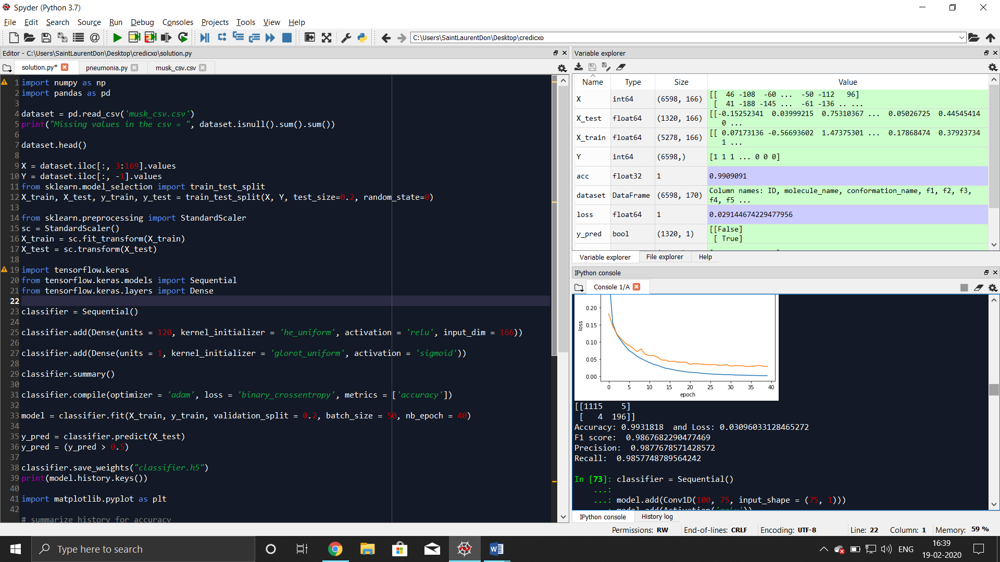 Spyder (Python 3.7)
File Edit Search Source Run Debug Consoles Projects Tools View Help
C:\Users\SaintLaurentDon\Desktop\credicxo
Editor - C:\Users\SaintLaurentDon\Desktop\credicxo\solution.py
solution.py* pneumonia.py musk_csv.csv
1 import numpy as np
2 import pandas as pd
3
4 dataset = pd.read_csv('musk_csv.csv')
5 print("Missing values in the csv = ", dataset.isnull().sum().sum())
6
7 dataset.head()
8
9 X = dataset.iloc[:, 3:169].values
10 Y = dataset.iloc[:, -1].values
11 from sklearn.model_selection import train_test_split
12 X_train, X_test, y_train, y_test = train_test_split(X, Y, test_size=0.2, random_state=0)
13
14 from sklearn.preprocessing import StandardScaler
15 sc = StandardScaler()
16 X_train = sc.fit_transform(X_train)
17 X_test = sc.transform(X_test)
18
19 import tensorflow.keras
20 from tensorflow.keras.models import Sequential
21 from tensorflow.keras.layers import Dense
22
23 classifier = Sequential()
24
25 classifier.add(Dense(units = 120, kernel_initializer = 'he_uniform', activation = 'relu', input_dim = 166))
26
27 classifier.add(Dense(units = 1, kernel_initializer = 'glorot_uniform', activation = 'sigmoid'))
28
29 classifier.summary()
30
31 classifier.compile(optimizer = 'adam', loss = 'binary_crossentropy', metrics = ['accuracy'])
32
33 model = classifier.fit(X_train, y_train, validation_split = 0.2, batch_size = 50, nb_epoch = 40)
34
35 y_pred = classifier.predict(X_test)
36 y_pred = (y_pred > 0.5)
37
38 classifier.save_weights("classifier.h5")
39 print(model.history.keys())
40
41 import matplotlib.pyplot as plt
42
# summarize history for accuracy
Variable explorer
Name Type Size Value
X int64 (6598, 166) [[ 46 -108 -60 ... -50 -112 96]
[ 41 -188 -145 ... -61 -136 .. ...
X_test float64 (1320, 166) [[-0.15252341 0.03999215 0.75310367 ... 0.05026725 0.44545414
0 ...
X_train float64 (5278, 166) [[ 0.07173136 -0.56693602 1.47375301 ... 0.17868474 0.37923734
1 ...
Y int64 (6598,) [1 1 1 ... 0 0 0]
acc float32 1 0.9909091
dataset DataFrame (6598, 170) Column names: ID, molecule_name, conformation_name, f1, f2, f3,
f4, f5 ...
loss float64 1 0.029144674229477956
y_pred bool (1320, 1) [[False]
[ True]
Variable explorer File explorer Help
IPython console
Console 1/A
0.20
0.15
0.10
0.05
0.00
loss
0 5 10 15 20 25 30 35 40
epoch
[[1115 5]
[ 4 196]]
Accuracy: 0.9931818 and Loss: 0.03096033128465272
F1 score: 0.9867682290477469
Precision: 0.9877678571428572
Recall: 0.9857748789564242
In [73]: classifier = Sequential()
...:
...: model.add(Conv1D(100, 75, input_shape = (75, 1)))
...: model.add(Activation('relu'))
IPython console History log
Permissions: RW End-of-lines: CRLF Encoding: UTF-8 Line: 22 Column: 1 Memory: 59 %
Type here to search
ENG
16:39
19-02-2020